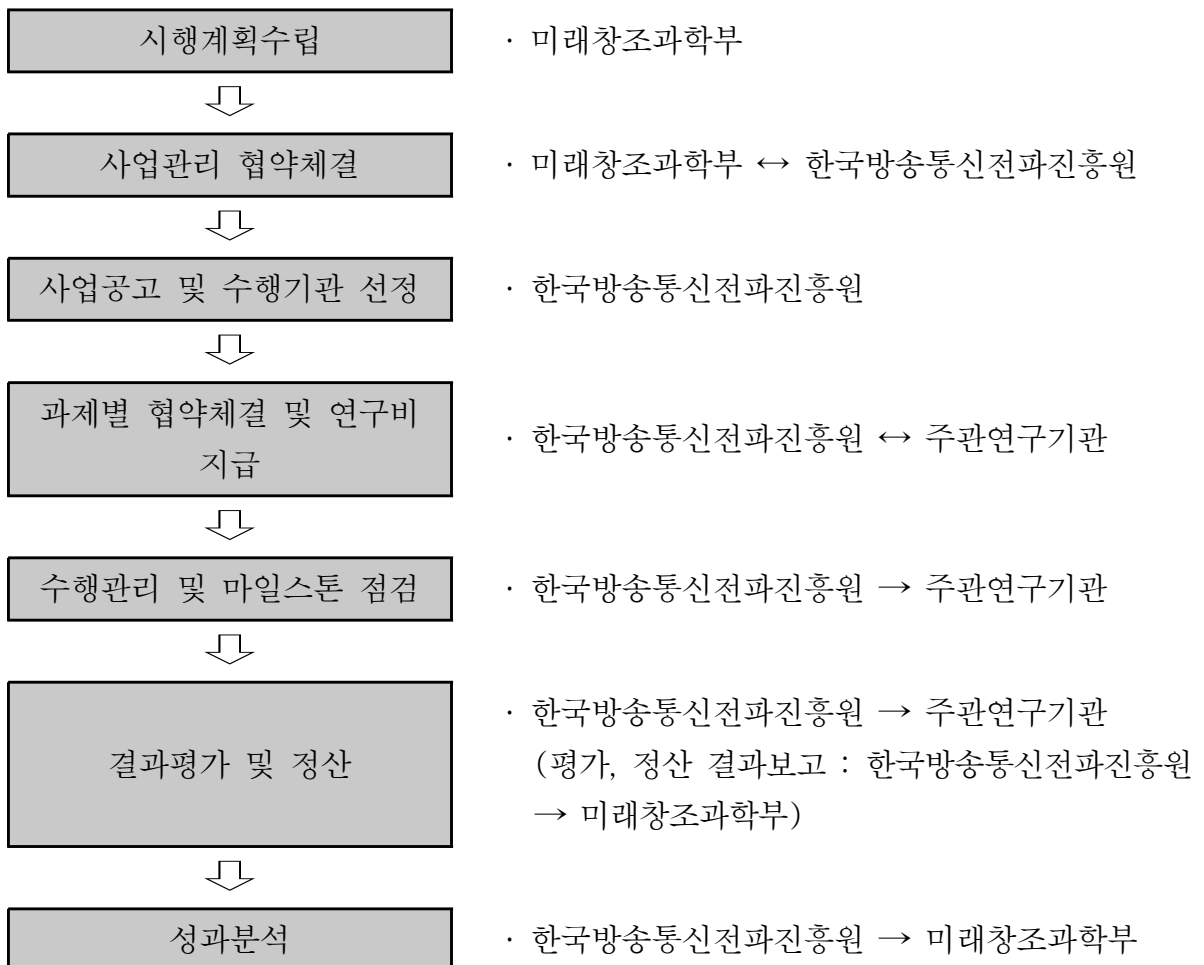 시행계획수립 · 미래창조과학부
사업관리 협약체결 · 미래창조과학부 ↔ 한국방송통신전파진흥원
사업공고 및 수행기관 선정 · 한국방송통신전파진흥원
과제별 협약체결 및 연구비
지급
· 한국방송통신전파진흥원 ↔ 주관연구기관
수행관리 및 마일스톤 점검 · 한국방송통신전파진흥원 → 주관연구기관
결과평가 및 정산
· 한국방송통신전파진흥원 → 주관연구기관
(평가, 정산 결과보고 : 한국방송통신전파진흥원
→ 미래창조과학부)
성과분석 · 한국방송통신전파진흥원 → 미래창조과학부